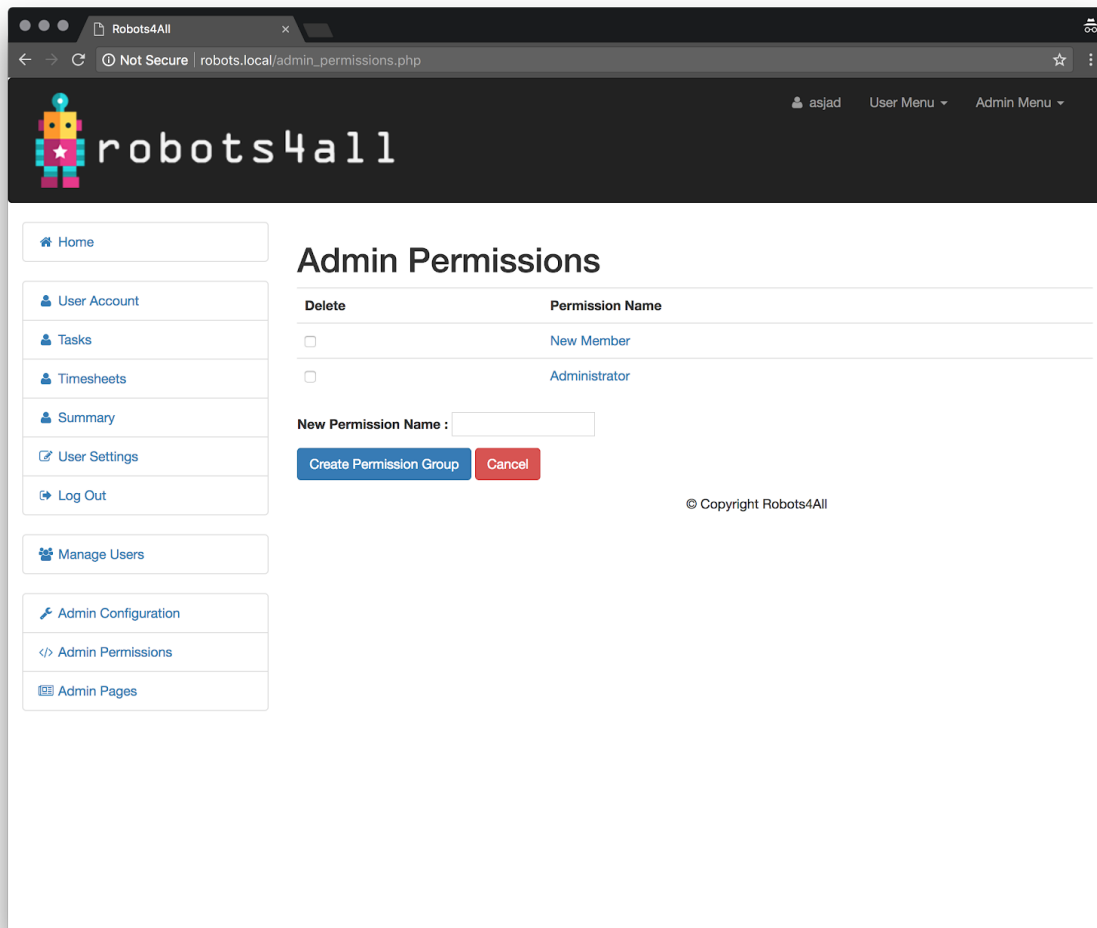 Robots4All
Not Secure robots.local/admin_permissions.php
asjad User Menu Admin Menu
robots4all
Home
User Account
Tasks
Timesheets
Summary
User Settings
Log Out
Manage Users
Admin Configuration
Admin Permissions
Admin Pages
Admin Permissions
Delete Permission Name
New Member
Administrator
New Permission Name :
Create Permission Group Cancel
© Copyright Robots4All